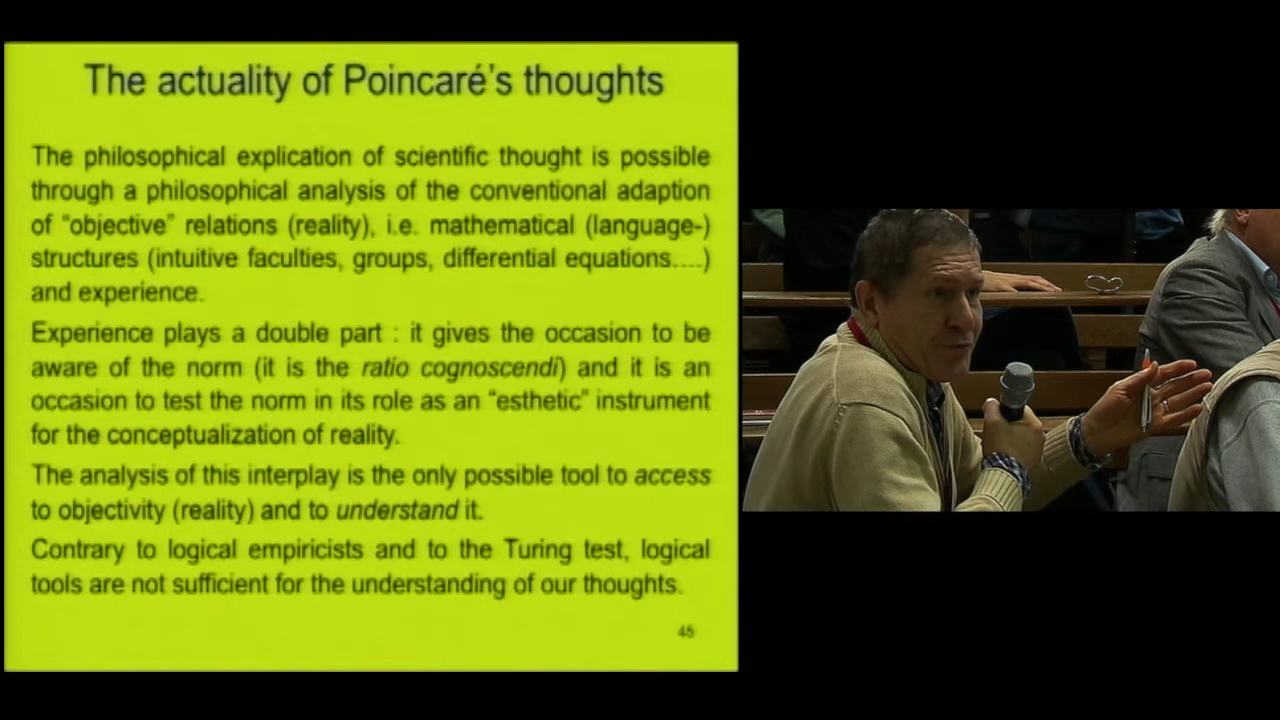 The actuality of Poincaré's thoughts
The philosophical explication of scientific thought is possible
through a philosophical analysis of the conventional adaption
of "objective" relations (reality), i.e. mathematical (language-)
structures (intuitive faculties, groups, differential equations….)
and experience.
Experience plays a double part : it gives the occasion to be
aware of the norm (it is the ratio cognoscendi) and it is an
occasion to test the norm in its role as an "esthetic" instrument
for the conceptualization of reality.
The analysis of this interplay is the only possible tool to access
to objectivity (reality) and to understand it.
Contrary to logical empiricists and to the Turing test, logical
tools are not sufficient for the understanding of our thoughts.
45